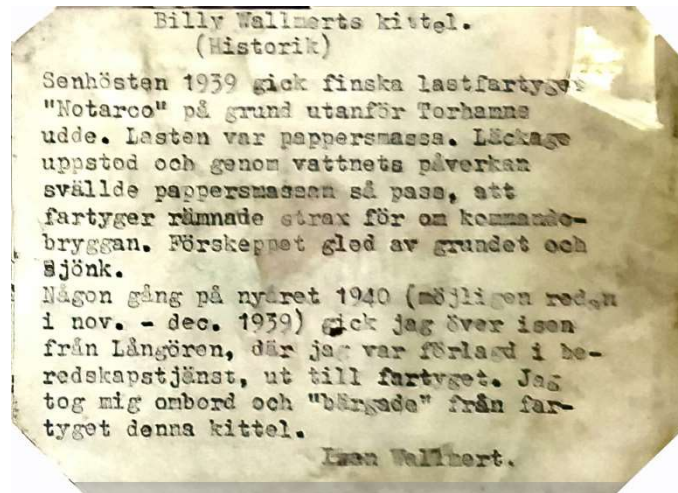 Billy Wallmerts kittel.
(Historik)
Senhösten 1939 gick finska lastfartyget
"Notarco" på grund utanför Torhamns
udde. Lasten var pappersmassa. Läckage
uppstod och genom vattnets påverkan
svällde pappersmassan så pass, att
fartyger rämnade strax för om kommando-
bryggan. Förskeppet gled av grundet och
sjönk.
Någon gång på nyåret 1940 (möjligen redan
i nov. - dec. 1939) gick jag över isen
från Långören, där jag var förlagd i be-
redskapstjänst, ut till fartyget. Jag
tog mig ombord och "bärgade" från far-
tyget denna kittel.
Wallmert.